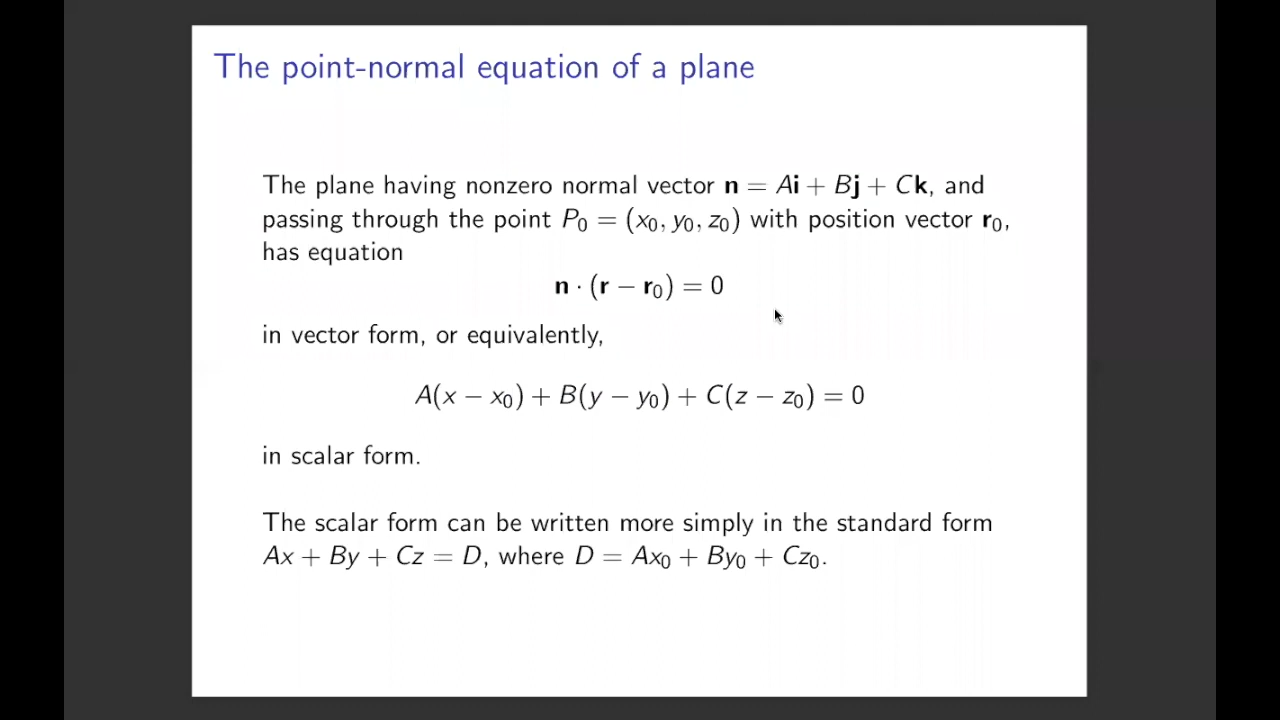 The point-normal equation of a plane
The plane having nonzero normal vector n = Ai + Bj + Ck, and
passing through the point P₀ = (x₀, y₀, z₀) with position vector r₀,
has equation
n · (r − r₀) = 0
in vector form, or equivalently,
A(x − x₀) + B(y − y₀) + C(z − z₀) = 0
in scalar form.
The scalar form can be written more simply in the standard form
Ax + By + Cz = D, where D = Ax₀ + By₀ + Cz₀.